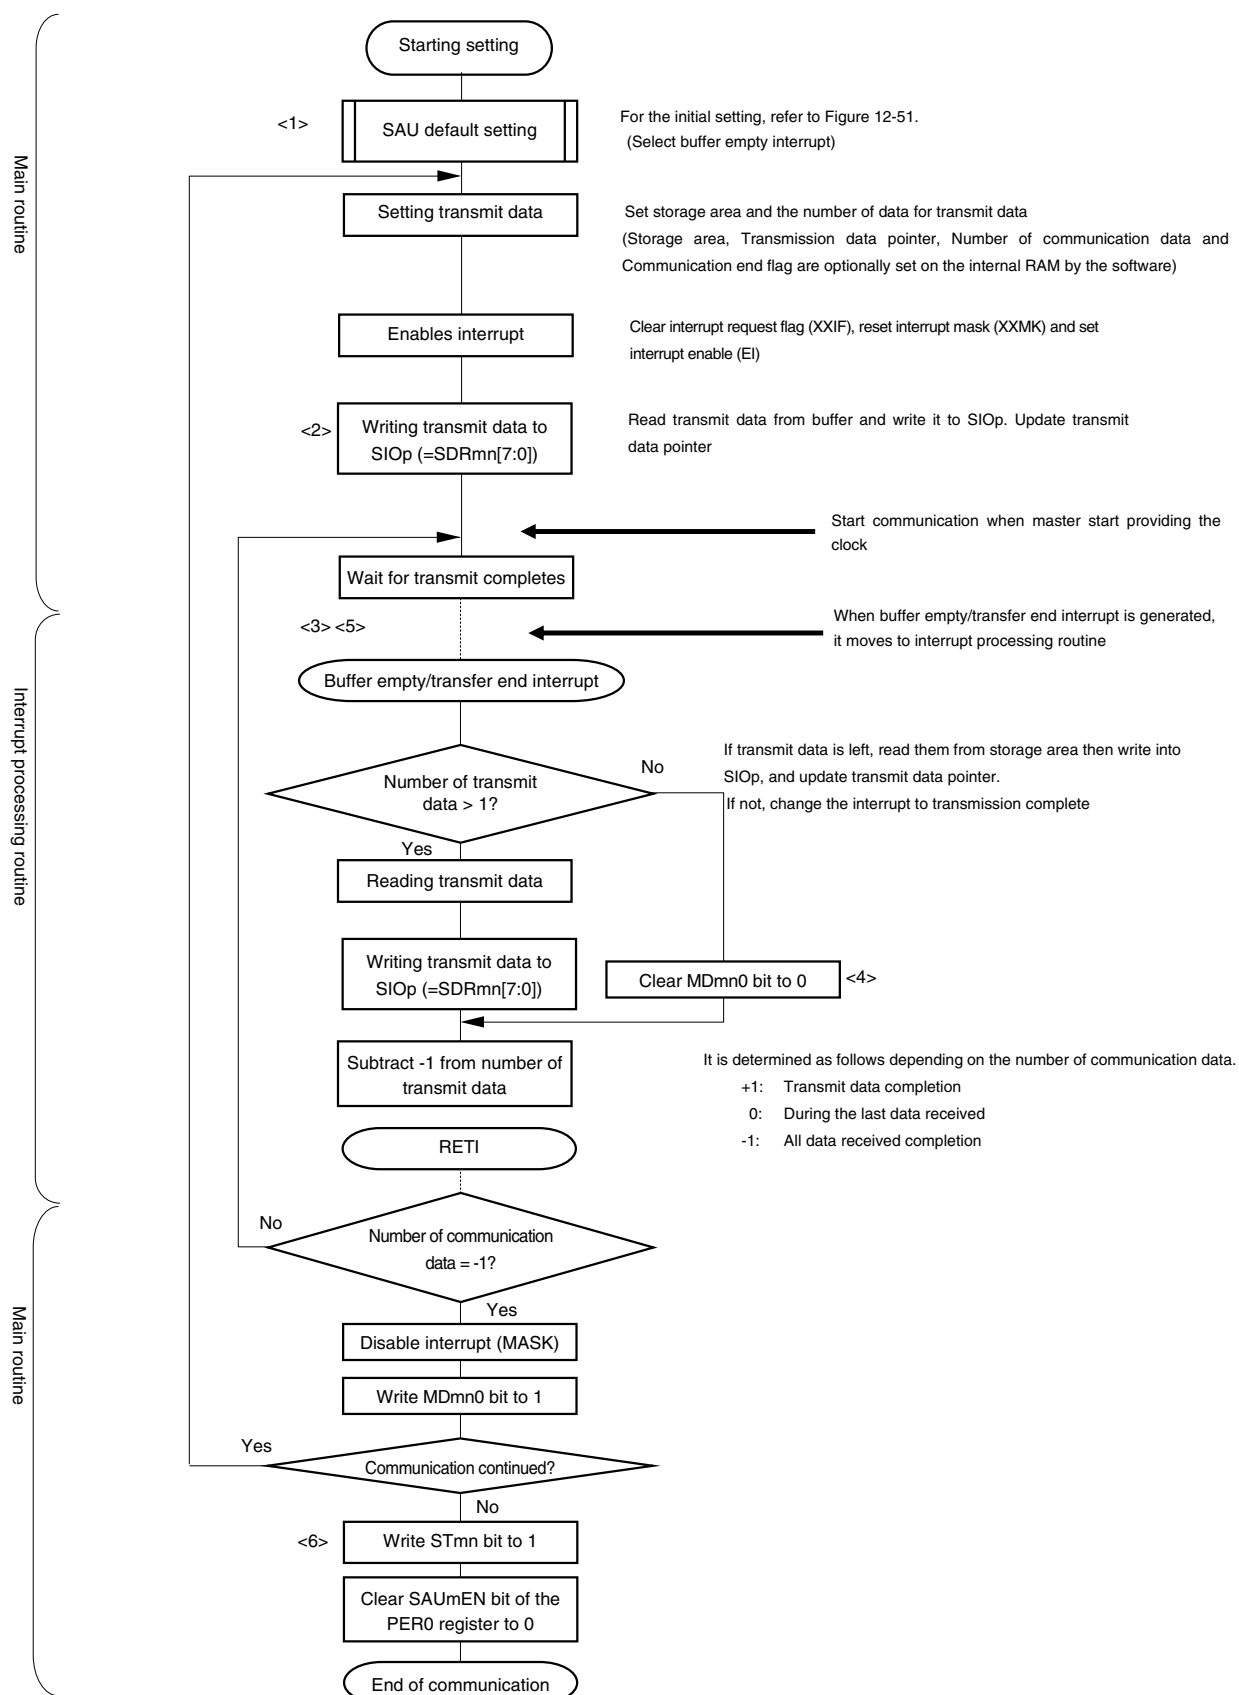 Starting setting
<1>
SAU default setting
For the initial setting, refer to Figure 12-51.
(Select buffer empty interrupt)
Main routine
Setting transmit data
Set storage area and the number of data for transmit data
(Storage area, Transmission data pointer, Number of communication data and
Communication end flag are optionally set on the internal RAM by the software)
Enables interrupt
Clear interrupt request flag (XXIF), reset interrupt mask (XXMK) and set
interrupt enable (EI)
<2>
Writing transmit data to
SIOp (=SDRmn[7:0])
Read transmit data from buffer and write it to SIOp. Update transmit
data pointer
Start communication when master start providing the
clock
Wait for transmit completes
<3> <5>
When buffer empty/transfer end interrupt is generated,
it moves to interrupt processing routine
Buffer empty/transfer end interrupt
Interrupt processing routine
Number of transmit
data > 1?
No
If transmit data is left, read them from storage area then write into
SIOp, and update transmit data pointer.
If not, change the interrupt to transmission complete
Yes
Reading transmit data
Writing transmit data to
SIOp (=SDRmn[7:0])
Clear MDmn0 bit to 0
<4>
Subtract -1 from number of
transmit data
It is determined as follows depending on the number of communication data.
+1: Transmit data completion
0: During the last data received
-1: All data received completion
RETI
No
Number of communication
data = -1?
Yes
Main routine
Disable interrupt (MASK)
Write MDmn0 bit to 1
Yes
Communication continued?
No
<6>
Write STmn bit to 1
Clear SAUmEN bit of the
PER0 register to 0
End of communication